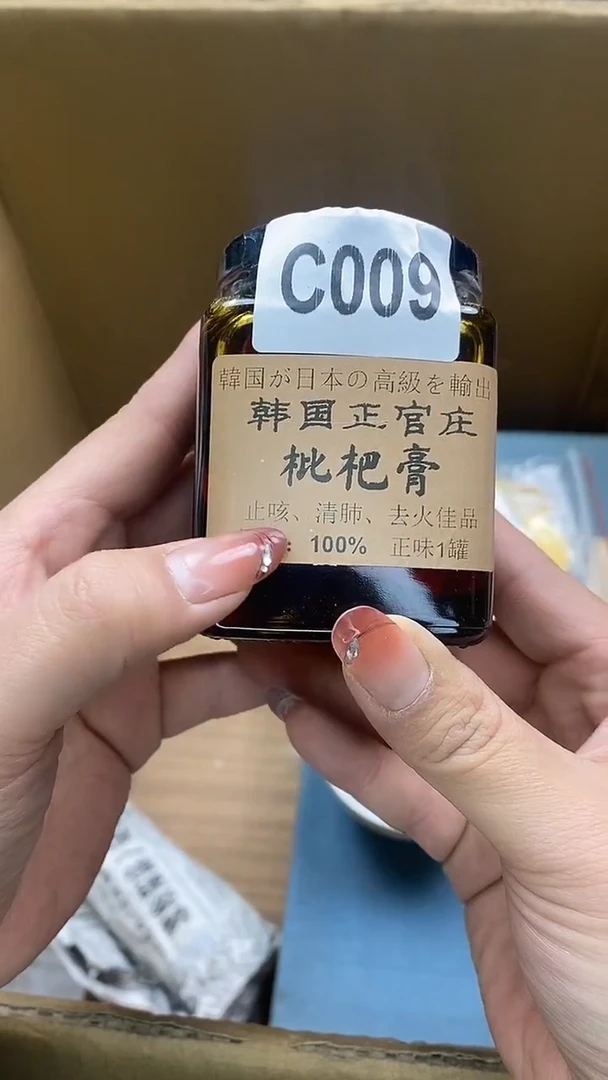 C009
韓国が日本の高級を輸出
韩国正官庄
枇杷膏
止咳、清肺、去火佳品
: 100% 正味1罐